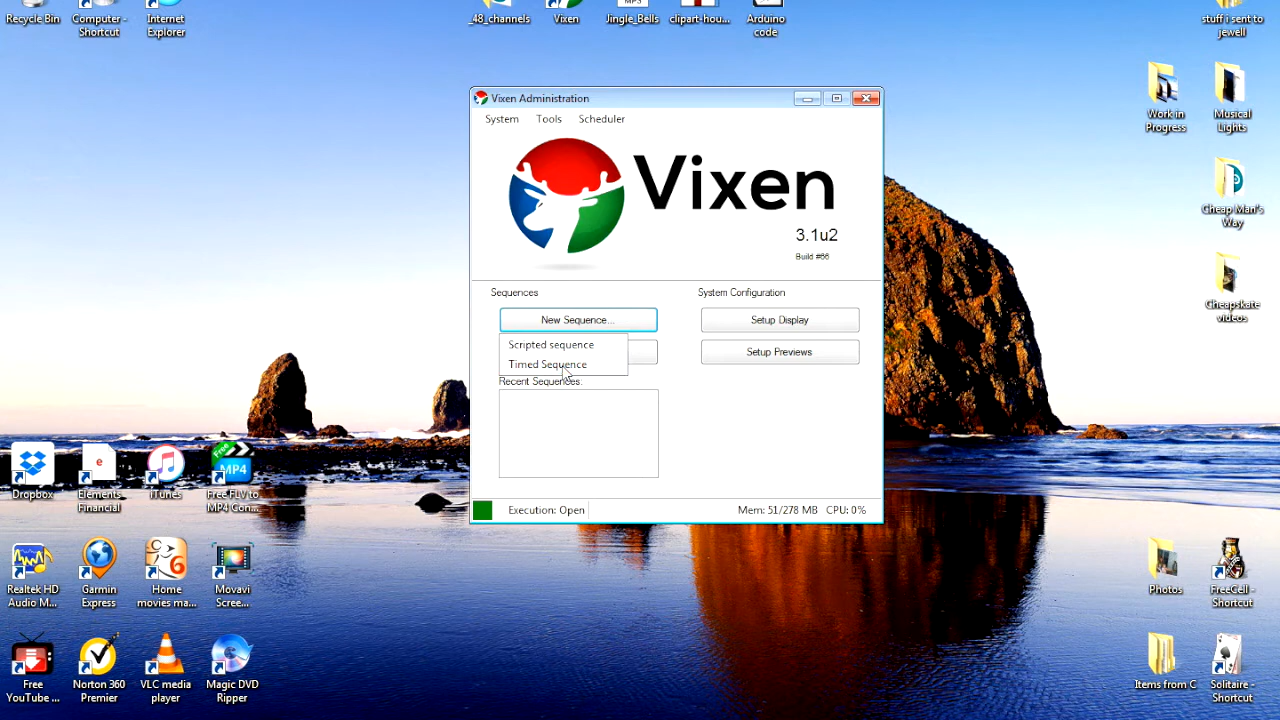 Recycle Bin
Computer -
Shortcut
Internet
Explorer
_48_channels
Vixen
MP3
Jingle_Bells
clipart-hou...
Arduino
code
stuff i sent to
jewell
Work in
Progress
Musical
Lights
Cheap Man's
Way
Cheapskate
videos
Vixen Administration
System
Tools
Scheduler
Vixen
3.1u2
Build #66
Sequences
System Configuration
New Sequence...
Setup Display
Scripted sequence
Timed Sequence
Setup Previews
Recent Sequences:
Execution: Open
Mem: 51/278 MB
CPU: 0%
Dropbox
e
Elements
Financial
iTunes
Free
MP4
Free FLV to
MP4 Con...
Realtek HD
Audio M...
Garmin
Express
6
Home
movies ma...
Movavi
Scree...
Photos
FreeCell -
Shortcut
Free
YouTube ...
Norton 360
Premier
VLC media
player
Magic DVD
Ripper
Items from C
Solitaire -
Shortcut